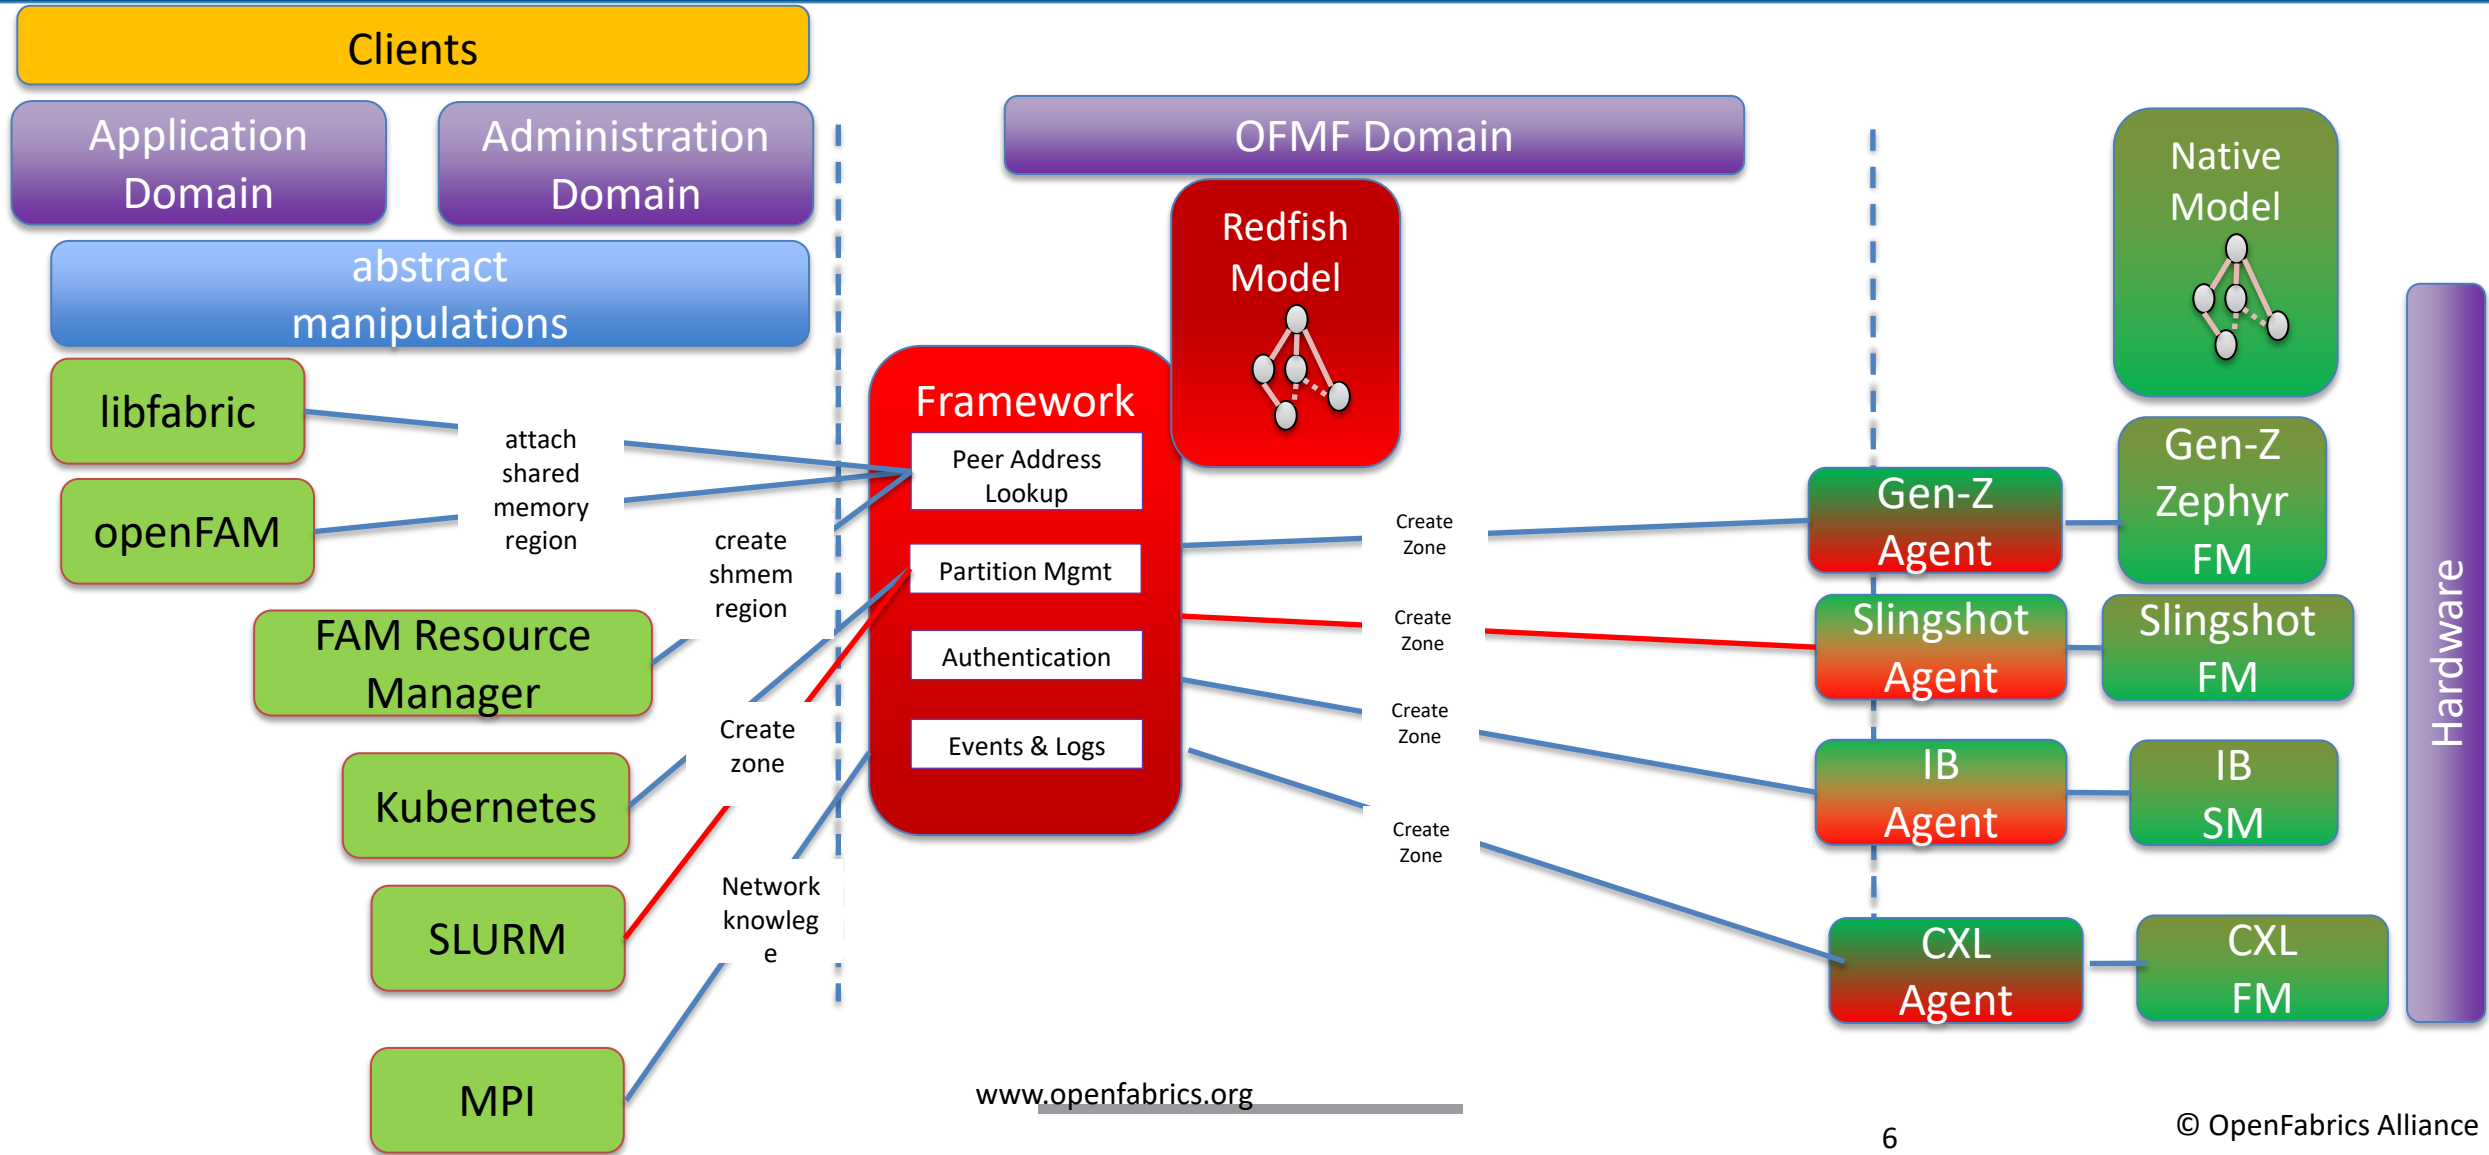 Clients
Application
Domain
Administration
Domain
abstract
manipulations
libfabric
openFAM
FAM Resource
Manager
Kubernetes
SLURM
MPI
attach
shared
memory
region
create
shmem
region
Create
zone
Network
knowleg
e
OFMF Domain
Redfish
Model
Framework
Peer Address
Lookup
Partition Mgmt
Authentication
Events & Logs
Create
Zone
Create
Zone
Create
Zone
Create
Zone
Native
Model
Gen-Z
Agent
Gen-Z
Zephyr
FM
Slingshot
Agent
Slingshot
FM
IB
Agent
IB
SM
CXL
Agent
CXL
FM
Hardware
www.openfabrics.org
6
© OpenFabrics Alliance